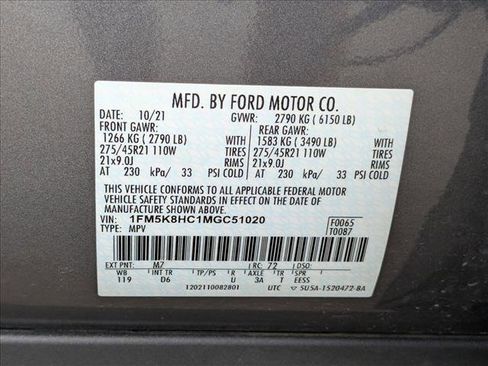 MFD. BY FORD MOTOR CO.
DATE: 10/21 GVWR: 2790 KG ( 6150 LB)
FRONT GAWR: REAR GAWR:
1266 KG ( 2790 LB) WITH 1583 KG ( 3490 LB) WITH
275/45R21 110W TIRES 275/45R21 110W TIRES
21x9.0J RIMS 21x9.0J RIMS
AT 230 kPa/ 33 PSI COLD AT 230 kPa/ 33 PSI COLD
THIS VEHICLE CONFORMS TO ALL APPLICABLE FEDERAL MOTOR
VEHICLE SAFETY STANDARDS IN EFFECT ON THE DATE OF
MANUFACTURE SHOWN ABOVE.
VIN: 1FM5K8HC1MGC51020 F0065
TYPE: MPV T0087
EXT PNT: M7 RC: 72 DSO:
WB INT TR TP/PS R AXLE TR SPR
119 D6 U 3A T EESS
1202110082801 UTC 5U5A-1520472-BA